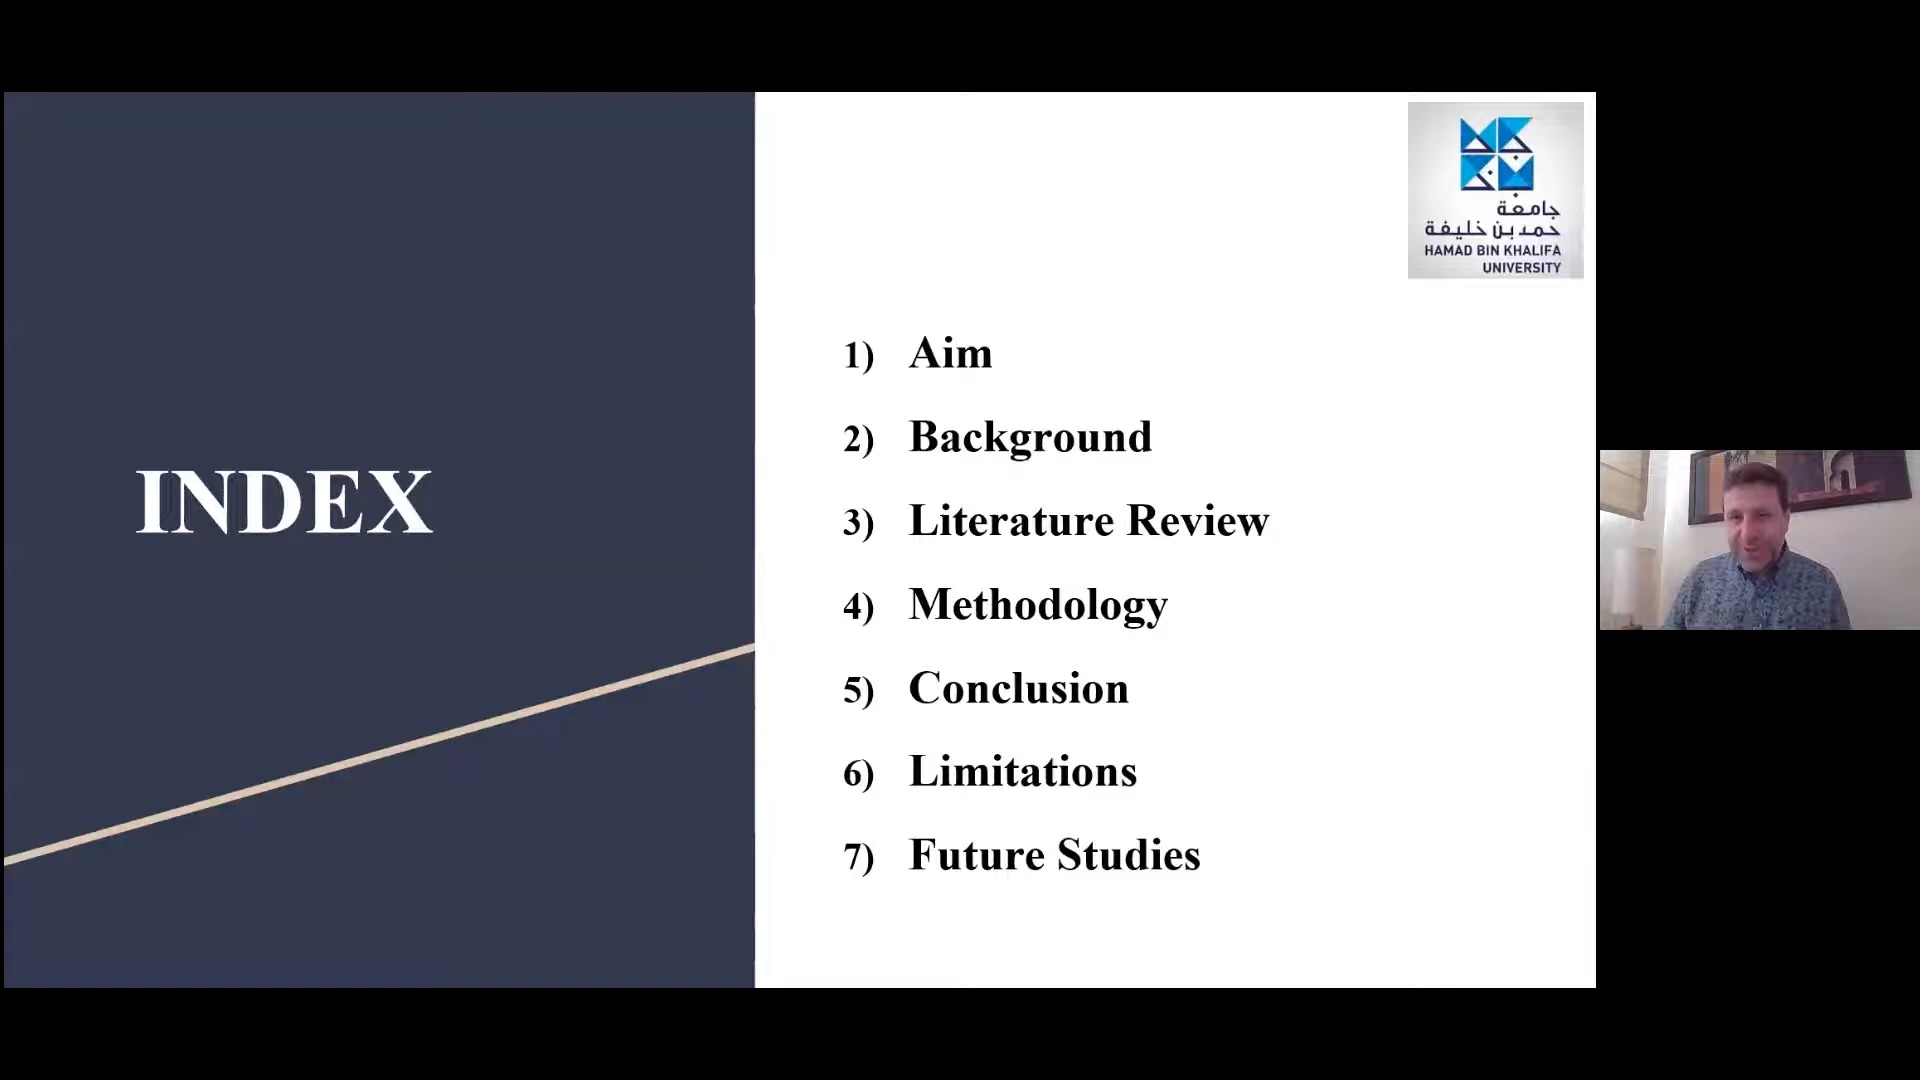 جامعة
حمد بن خليفة
HAMAD BIN KHALIFA
UNIVERSITY
INDEX
1) Aim
2) Background
3) Literature Review
4) Methodology
5) Conclusion
6) Limitations
7) Future Studies